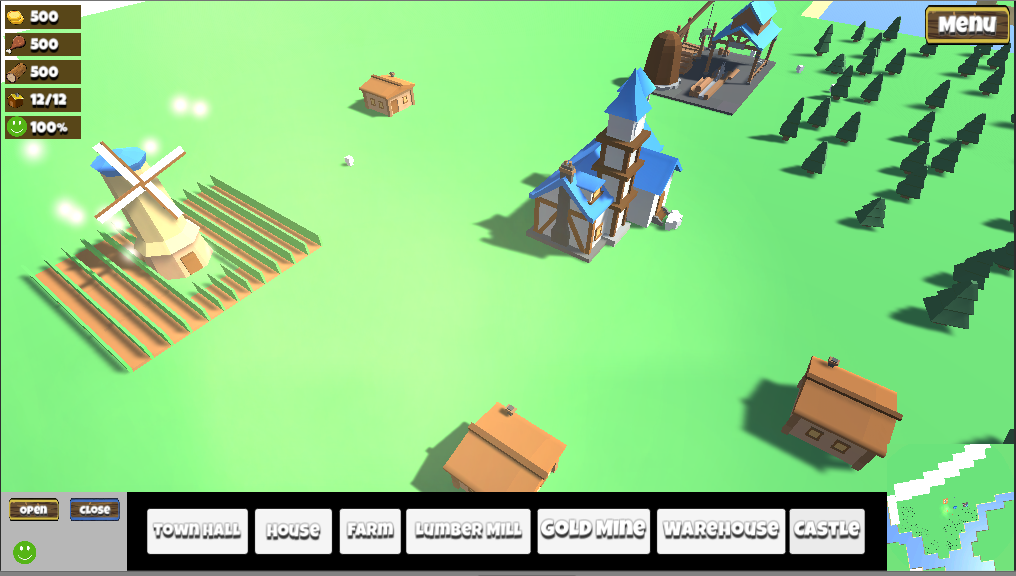 500
Menu
500
500
12/12
100%
OPEN
CLOSE
TOWN HALL
HOUSE
FARM
LUMBER MILL
GOLD MINE
WAREHOUSE
CASTLE